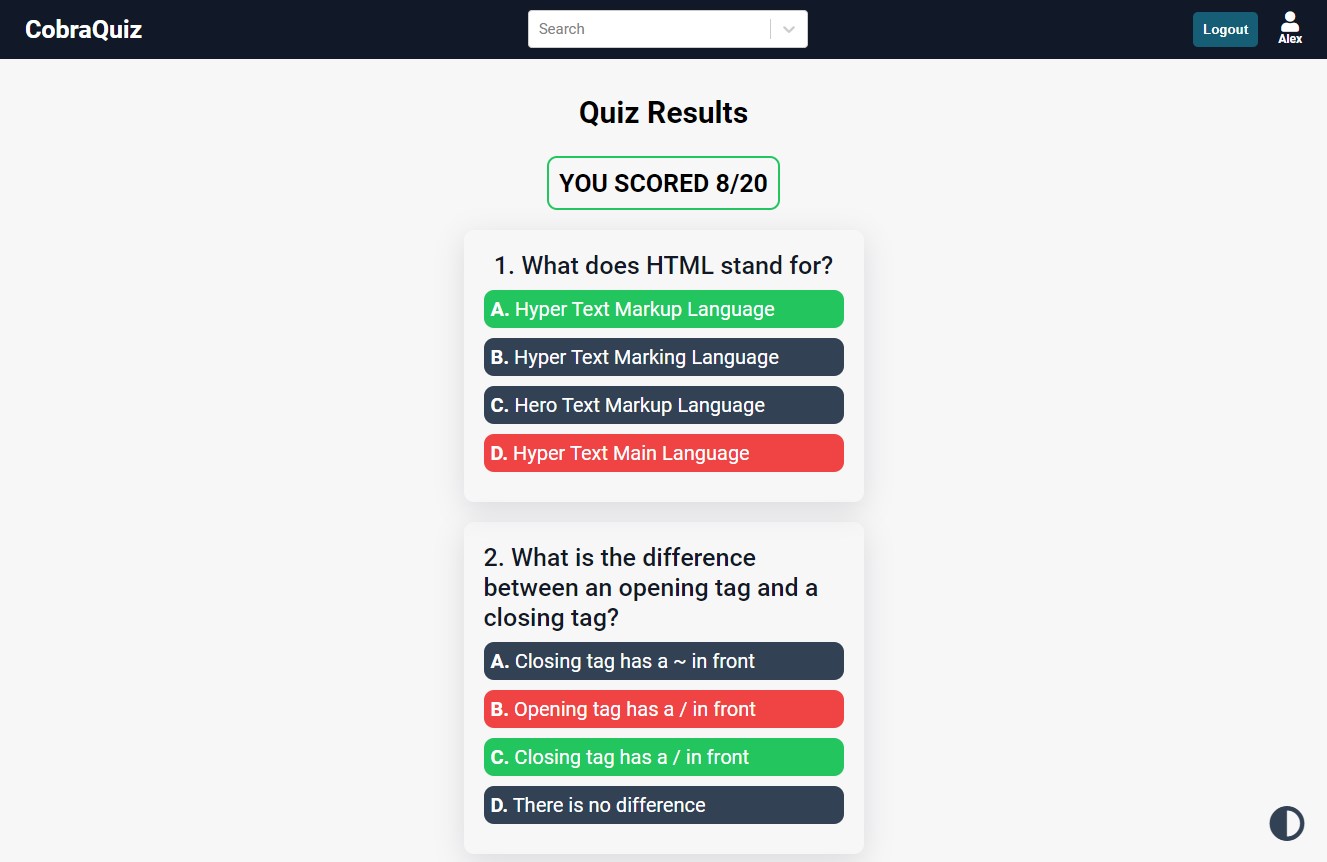 CobraQuiz
Search
Logout
Alex
Quiz Results
YOU SCORED 8/20
1. What does HTML stand for?
A. Hyper Text Markup Language
B. Hyper Text Marking Language
C. Hero Text Markup Language
D. Hyper Text Main Language
2. What is the difference
between an opening tag and a
closing tag?
A. Closing tag has a ~ in front
B. Opening tag has a / in front
C. Closing tag has a / in front
D. There is no difference